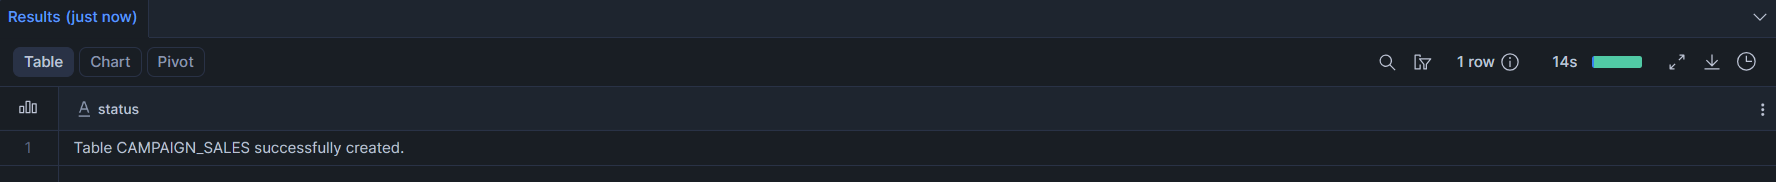 Results (just now)
Table Chart Pivot 1 row 14s
A status
1 Table CAMPAIGN_SALES successfully created.